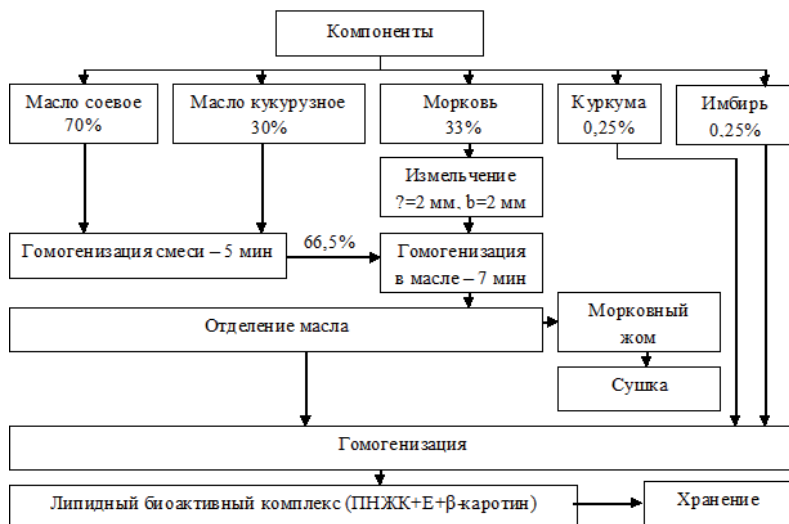 Компоненты
Масло соевое
70%
Масло кукурузное
30%
Морковь
33%
Куркума
0,25%
Имбирь
0,25%
Измельчение
?=2 мм, b=2 мм
Гомогенизация смеси – 5 мин
66,5%
Гомогенизация
в масле – 7 мин
Отделение масла
Морковный
жом
Сушка
Гомогенизация
Липидный биоактивный комплекс (ПНЖК+Е+β-каротин)
Хранение